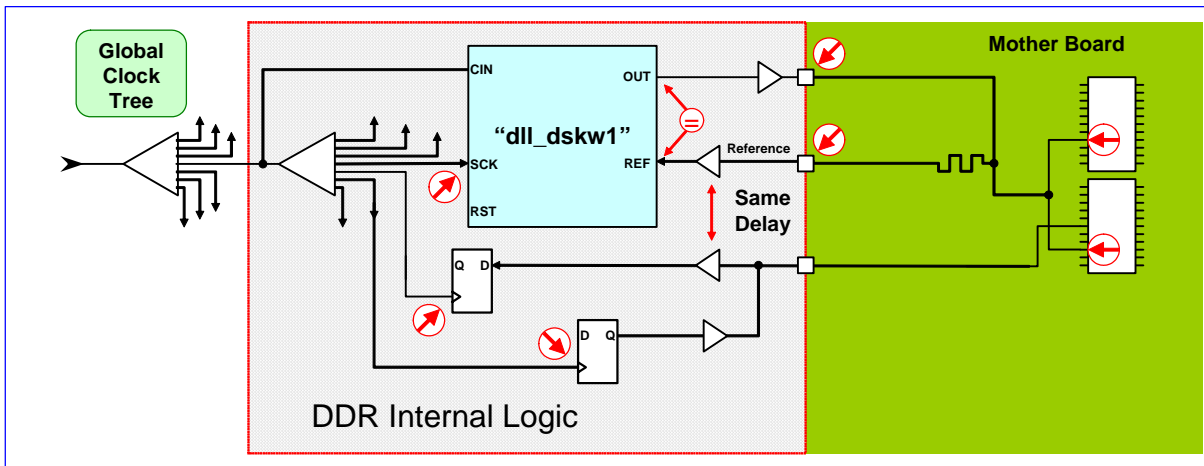 Global
Clock
Tree
Mother Board
CIN
OUT
“dll_dskw1”
=
SCK
REF
Reference
RST
Same
Delay
Q D
D Q
DDR Internal Logic